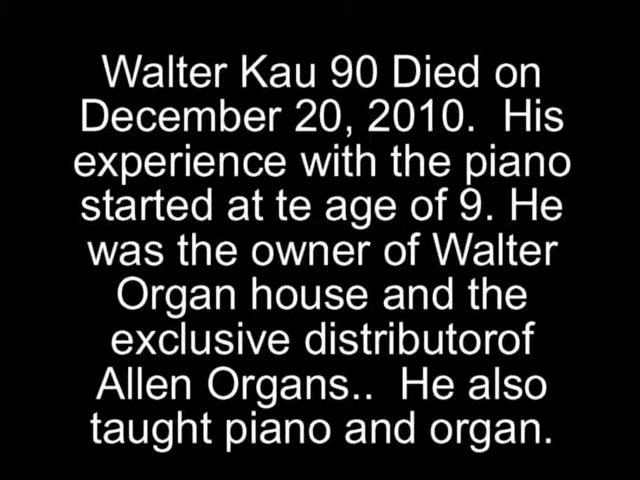 Walter Kau 90 Died on
December 20, 2010.  His
experience with the piano
started at te age of 9. He
was the owner of Walter
Organ house and the
exclusive distributorof
Allen Organs..  He also
taught piano and organ.